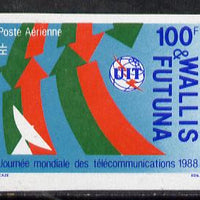 Poste Aérienne
100F
WALLIS
& FUTUNA
UIT
Journée mondiale des télécommunications 1988